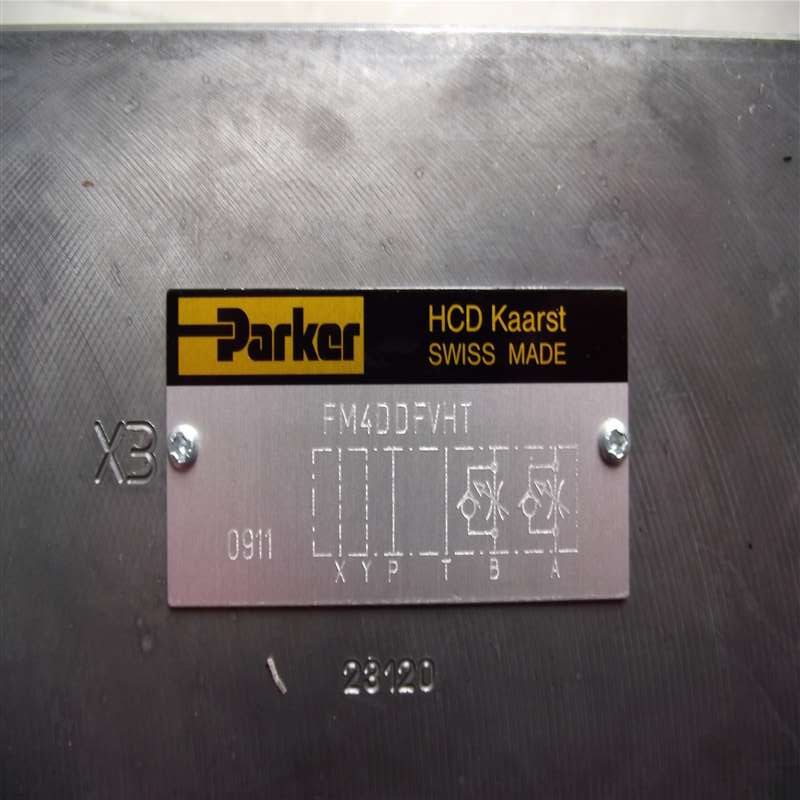 Parker
HCD Kaarst
SWISS MADE
FM4DDFVHT
X3
0911
X Y P T B A
23120